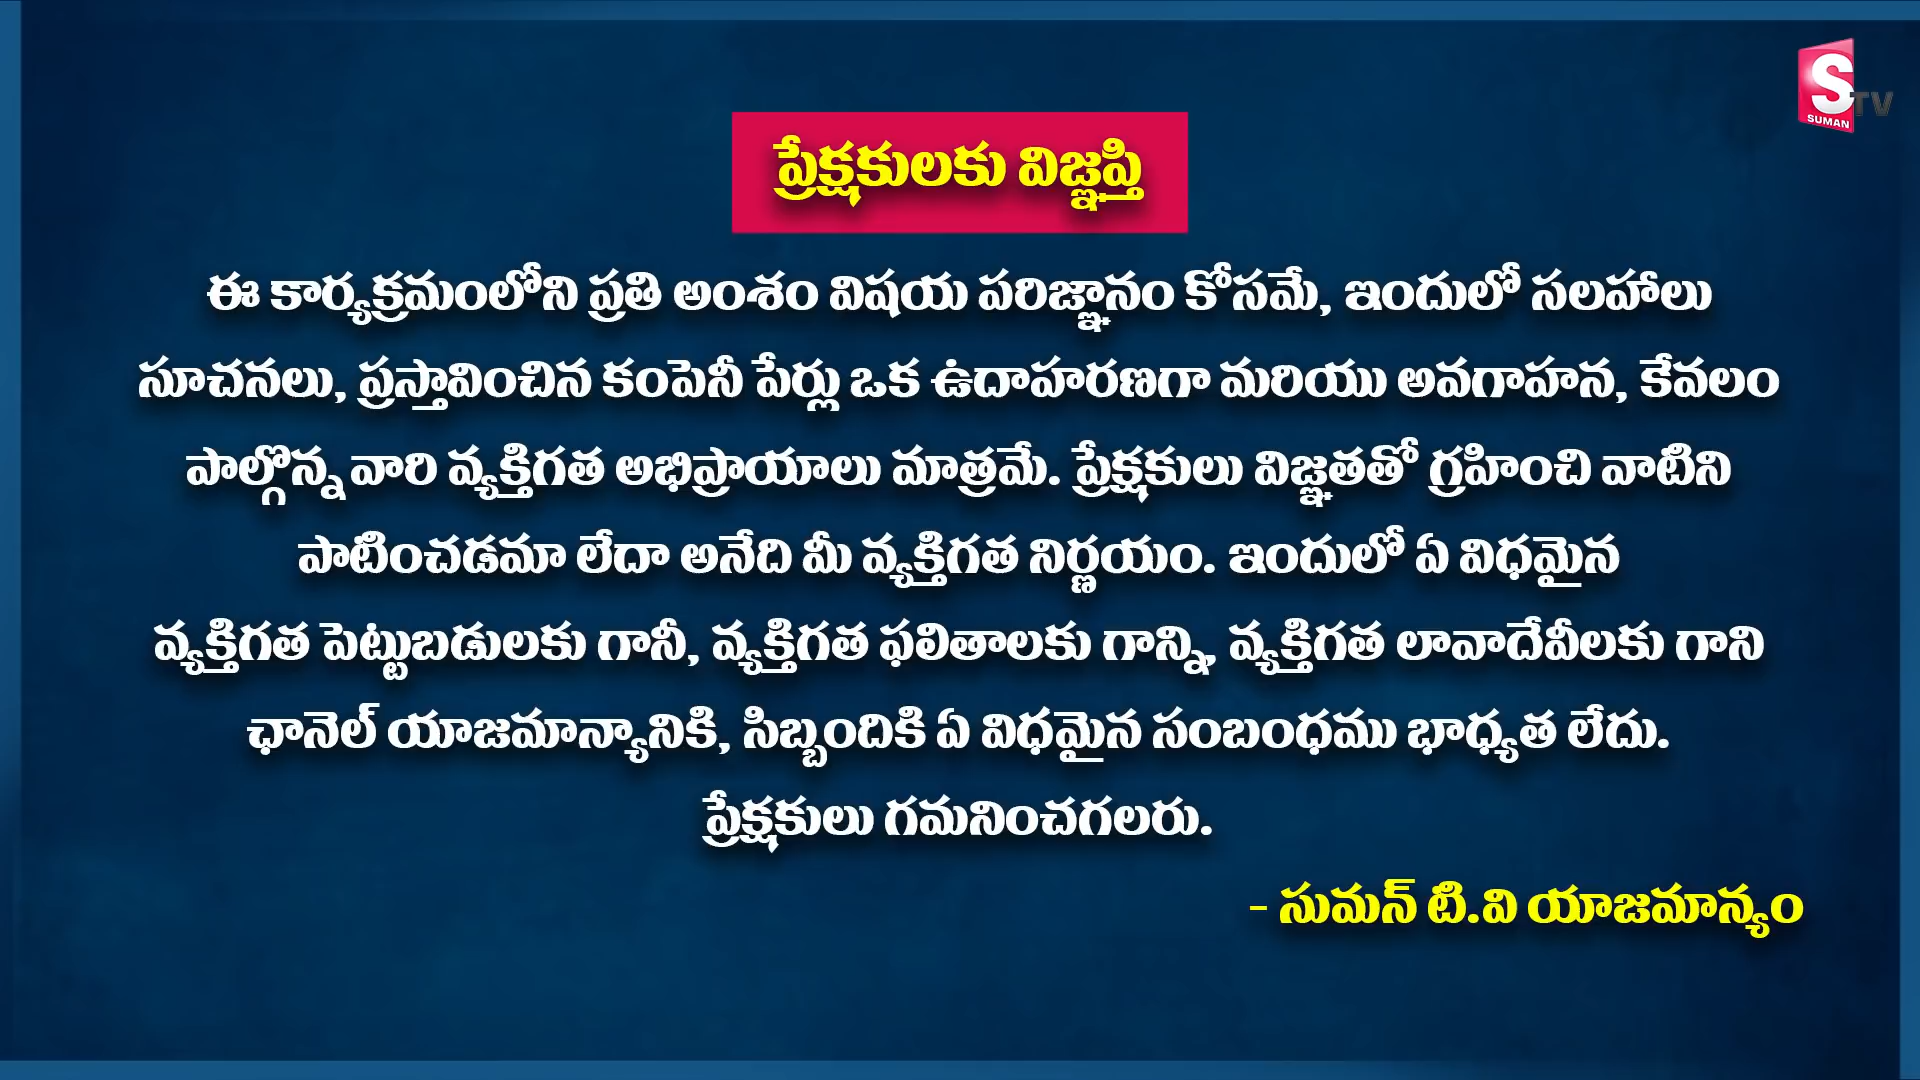 S TV
SUMAN
ప్రేక్షకులకు విజ్ఞప్తి
ఈ కార్యక్రమంలోని ప్రతి అంశం విషయ పరిజ్ఞానం కోసమే, ఇందులో సలహాలు
సూచనలు, ప్రస్తావించిన కంపెనీ పేర్లు ఒక ఉదాహరణగా మరియు అవగాహన, కేవలం
పాల్గొన్న వారి వ్యక్తిగత అభిప్రాయాలు మాత్రమే. ప్రేక్షకులు విజ్ఞతతో గ్రహించి వాటిని
పాటించడమా లేదా అనేది మీ వ్యక్తిగత నిర్ణయం. ఇందులో ఏ విధమైన
వ్యక్తిగత పెట్టుబడులకు గానీ, వ్యక్తిగత ఫలితాలకు గాన్ని, వ్యక్తిగత లావాదేవీలకు గాని
ఛానెల్ యాజమాన్యానికి, సిబ్బందికి ఏ విధమైన సంబంధము భాధ్యత లేదు.
ప్రేక్షకులు గమనించగలరు.
- సుమన్ టి.వి యాజమాన్యం